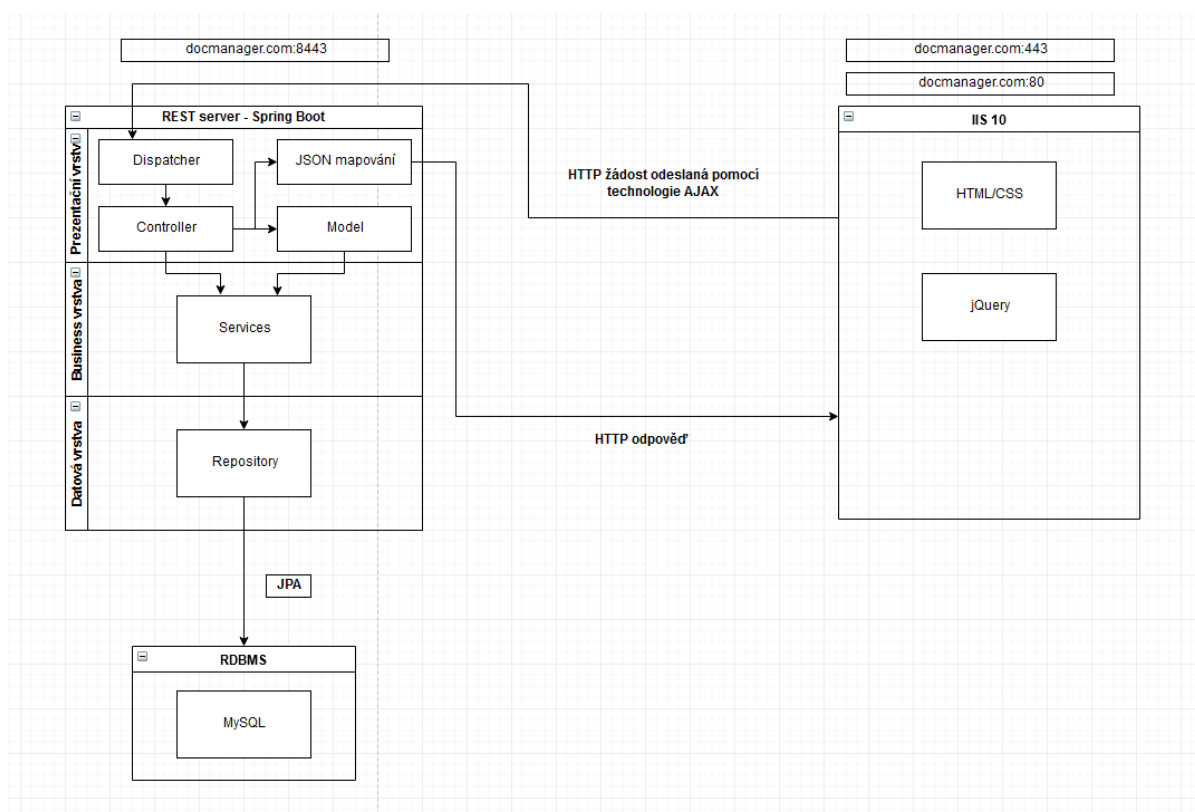 docmanager.com:8443
docmanager.com:443
docmanager.com:80
REST server - Spring Boot
Prezentační vrstva
Dispatcher
JSON mapování
Controller
Model
Business vrstva
Services
Datová vrstva
Repository
JPA
RDBMS
MySQL
HTTP žádost odeslaná pomocí
technologie AJAX
HTTP odpověď
IIS 10
HTML/CSS
jQuery